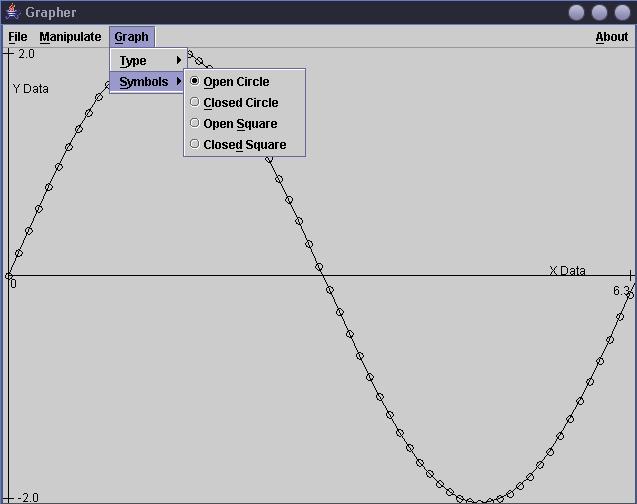 Grapher
File Manipulate Graph About
2.0
Type
Y Data
Symbols
Open Circle
Closed Circle
Open Square
Closed Square
X Data
0
6.3
-2.0